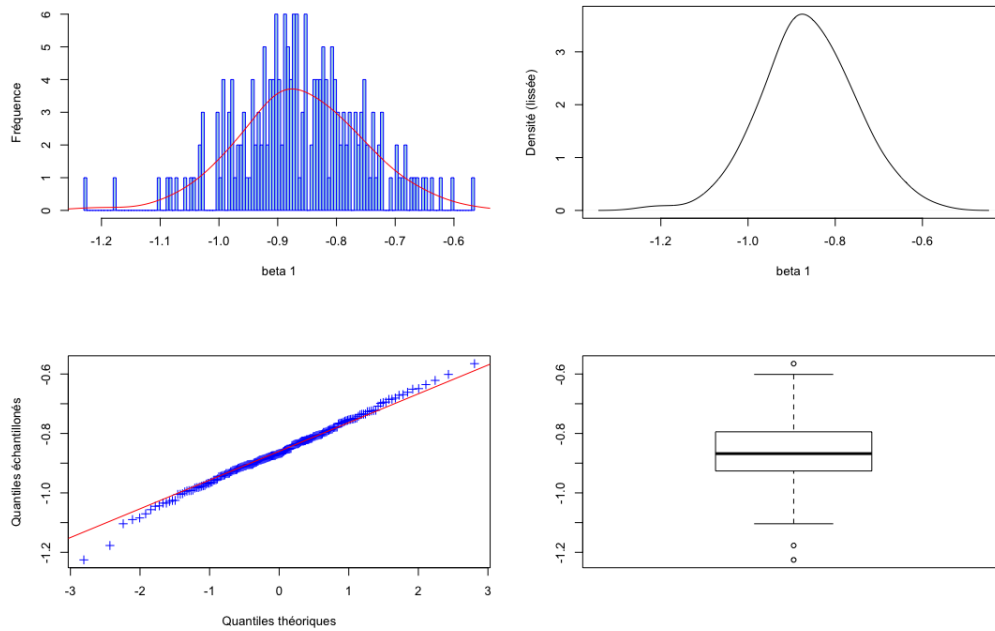 Fréquence
0 1 2 3 4 5 6
-1.2 -1.1 -1.0 -0.9 -0.8 -0.7 -0.6
beta 1
Densité (lissée)
0 1 2 3
-1.2 -1.0 -0.8 -0.6
beta 1
Quantiles échantillonés
-1.2 -1.0 -0.8 -0.6
-3 -2 -1 0 1 2 3
Quantiles théoriques
-1.2 -1.0 -0.8 -0.6